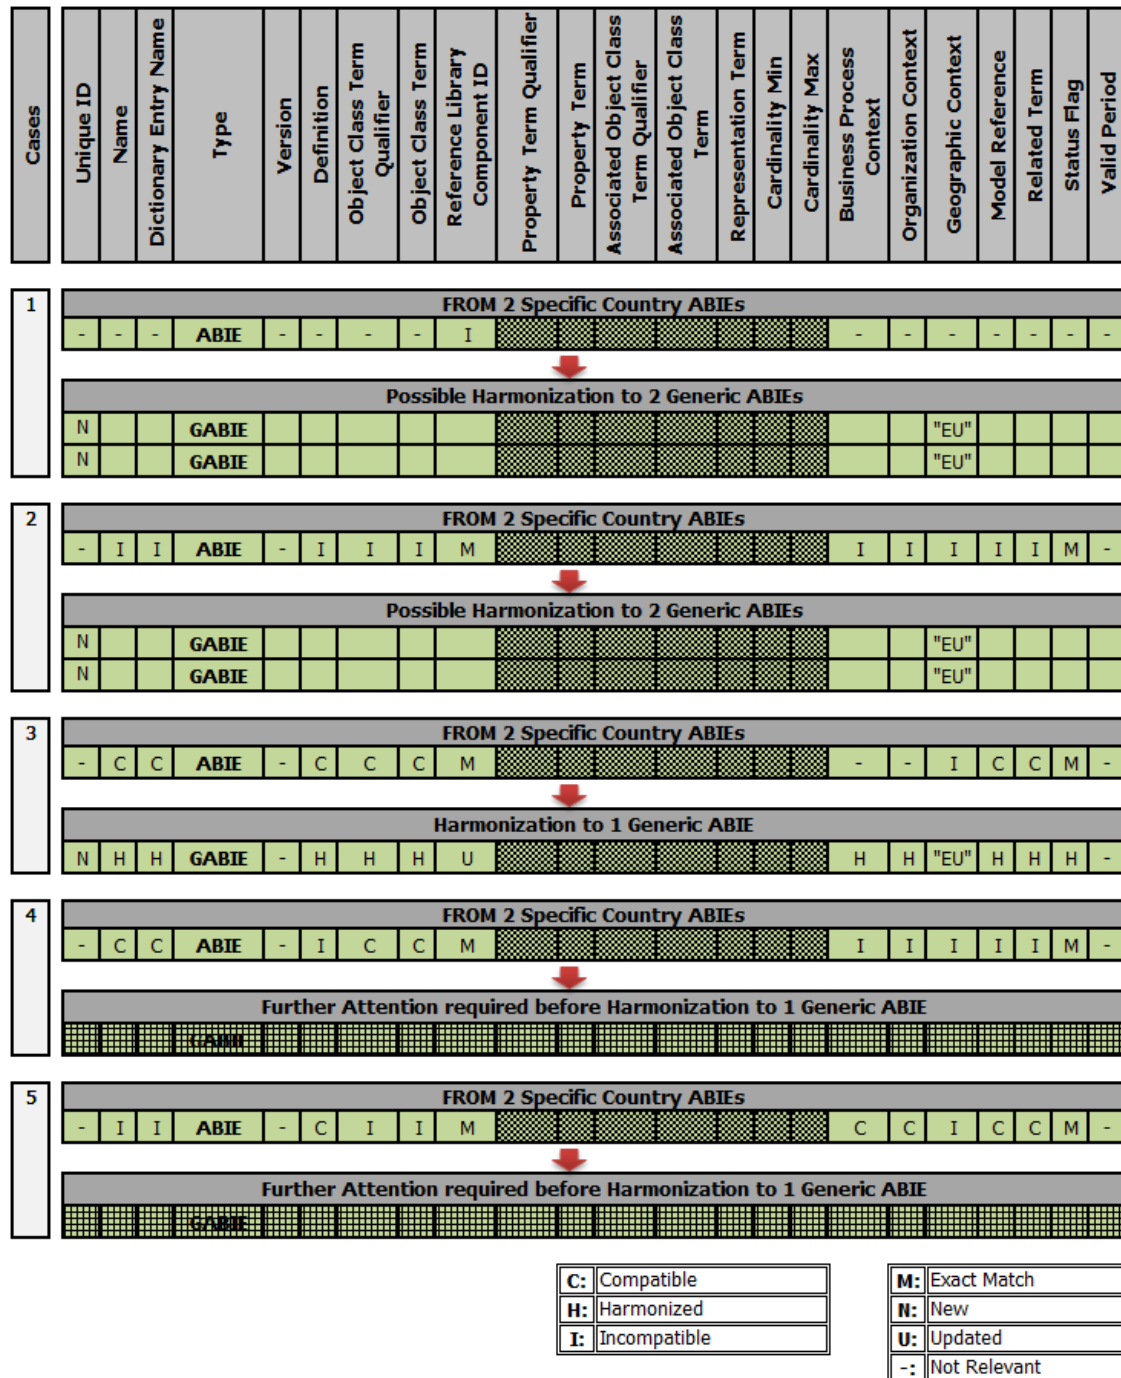 Cases
Unique ID
Name
Dictionary Entry Name
Type
Version
Definition
Object Class Term
Qualifier
Object Class Term
Reference Library
Component ID
Property Term Qualifier
Property Term
Associated Object Class
Term Qualifier
Associated Object Class
Term
Representation Term
Cardinality Min
Cardinality Max
Business Proccess
Context
Organization Context
Geographic Context
Model Reference
Related Term
Status Flag
Valid Period
1
FROM 2 Specific Country ABIEs
- - - ABIE - - - - I - - - - - - -
Possible Harmonization to 2 Generic ABIEs
N GABIE "EU"
N GABIE "EU"
2
FROM 2 Specific Country ABIEs
- I I ABIE - I I I M I I I I I M -
Possible Harmonization to 2 Generic ABIEs
N GABIE "EU"
N GABIE "EU"
3
FROM 2 Specific Country ABIEs
- C C ABIE - C C C M - - I C C M -
Harmonization to 1 Generic ABIE
N H H GABIE - H H H U H H "EU" H H H -
4
FROM 2 Specific Country ABIEs
- C C ABIE - I C C M I I I I I M -
Further Attention required before Harmonization to 1 Generic ABIE
GABIE
5
FROM 2 Specific Country ABIEs
- I I ABIE - C I I M C C I C C M -
Further Attention required before Harmonization to 1 Generic ABIE
GABIE
C: Compatible
H: Harmonized
I: Incompatible
M: Exact Match
N: New
U: Updated
-: Not Relevant